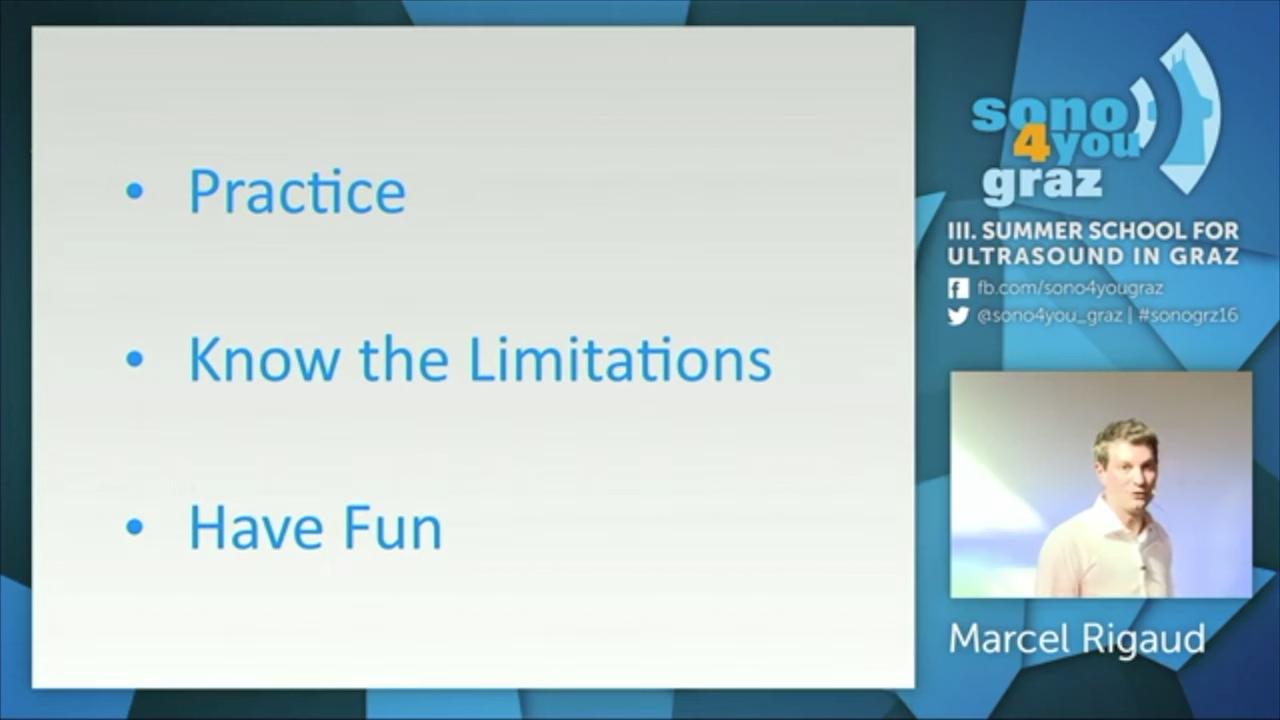 • Practice
• Know the Limitations
• Have Fun
sono
4you
graz
III. SUMMER SCHOOL FOR
ULTRASOUND IN GRAZ
fb.com/sono4yougraz
@sono4you_graz | #sonogrz16
Marcel Rigaud